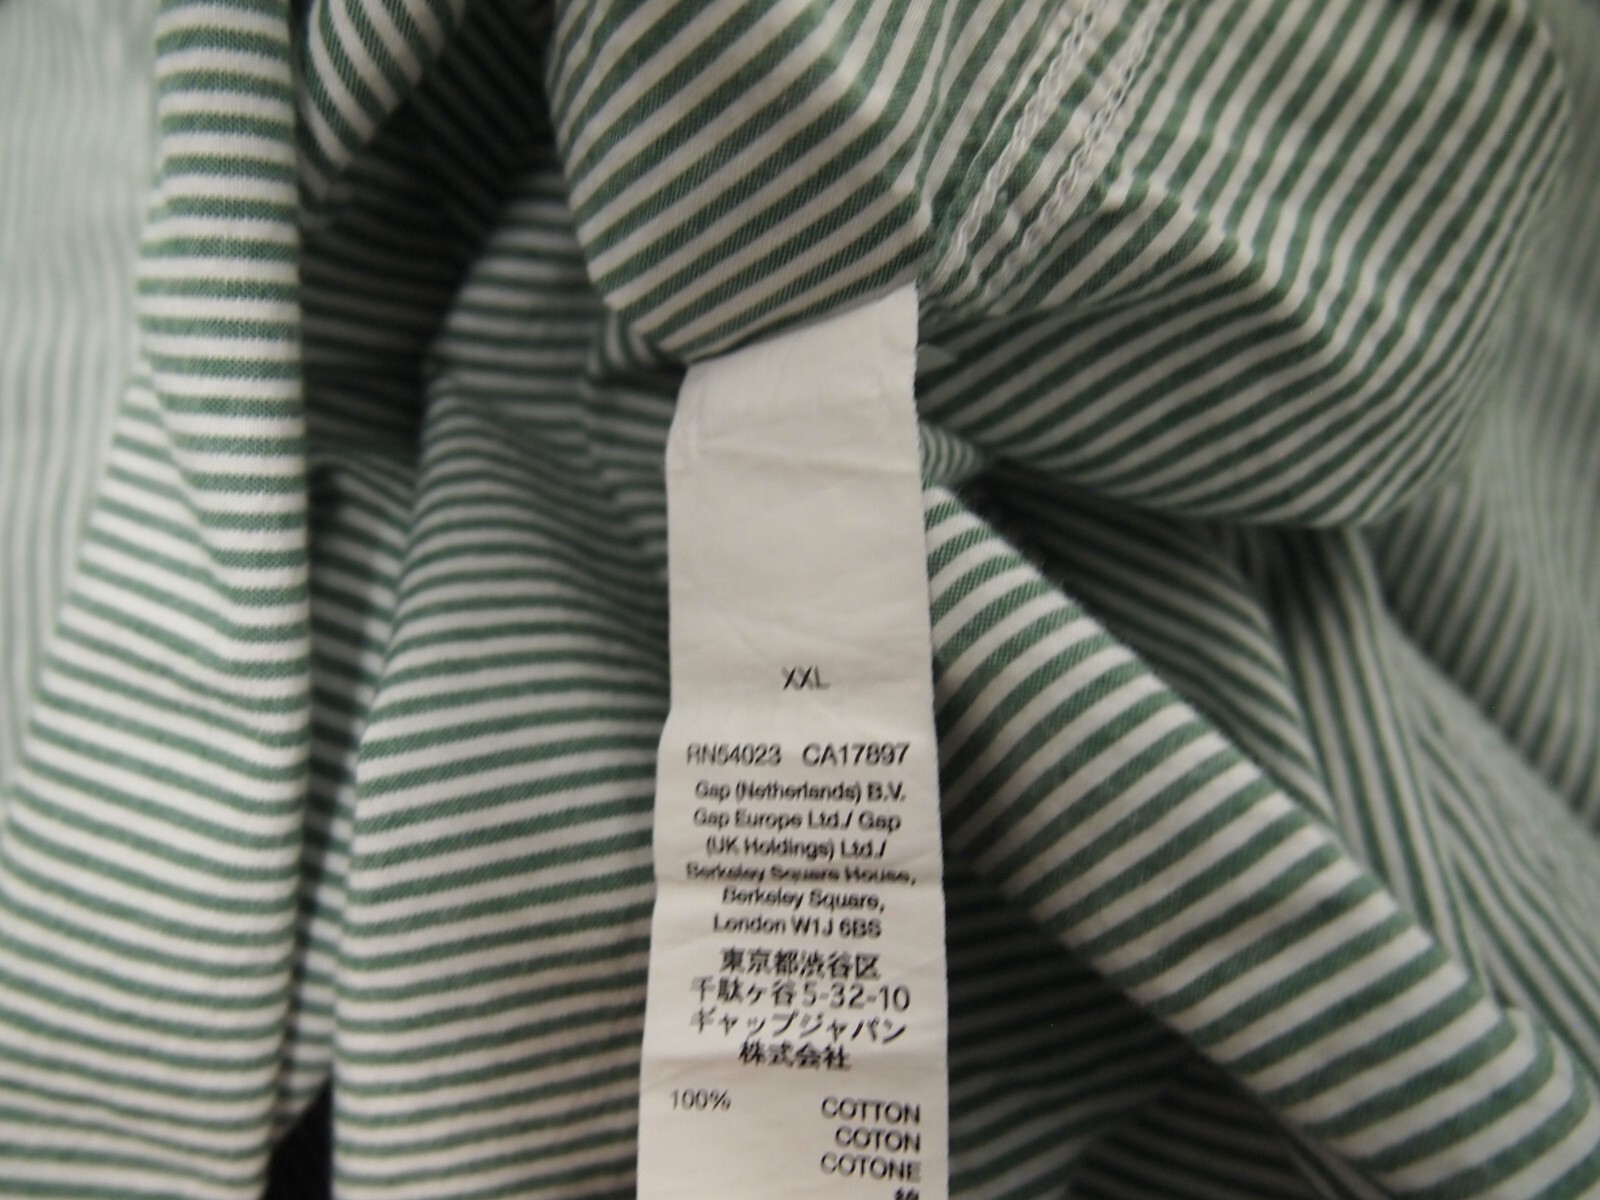 XXL
RN54023 CA17897
Gap (Netherlands) B.V.
Gap Europe Ltd./ Gap
(UK Holdings) Ltd./
Berkeley Square House,
Berkeley Square,
London W1J 6BS
東京都渋谷区
千駄ヶ谷5-32-10
ギャップジャパン
株式会社
100% COTTON
COTON
COTONE